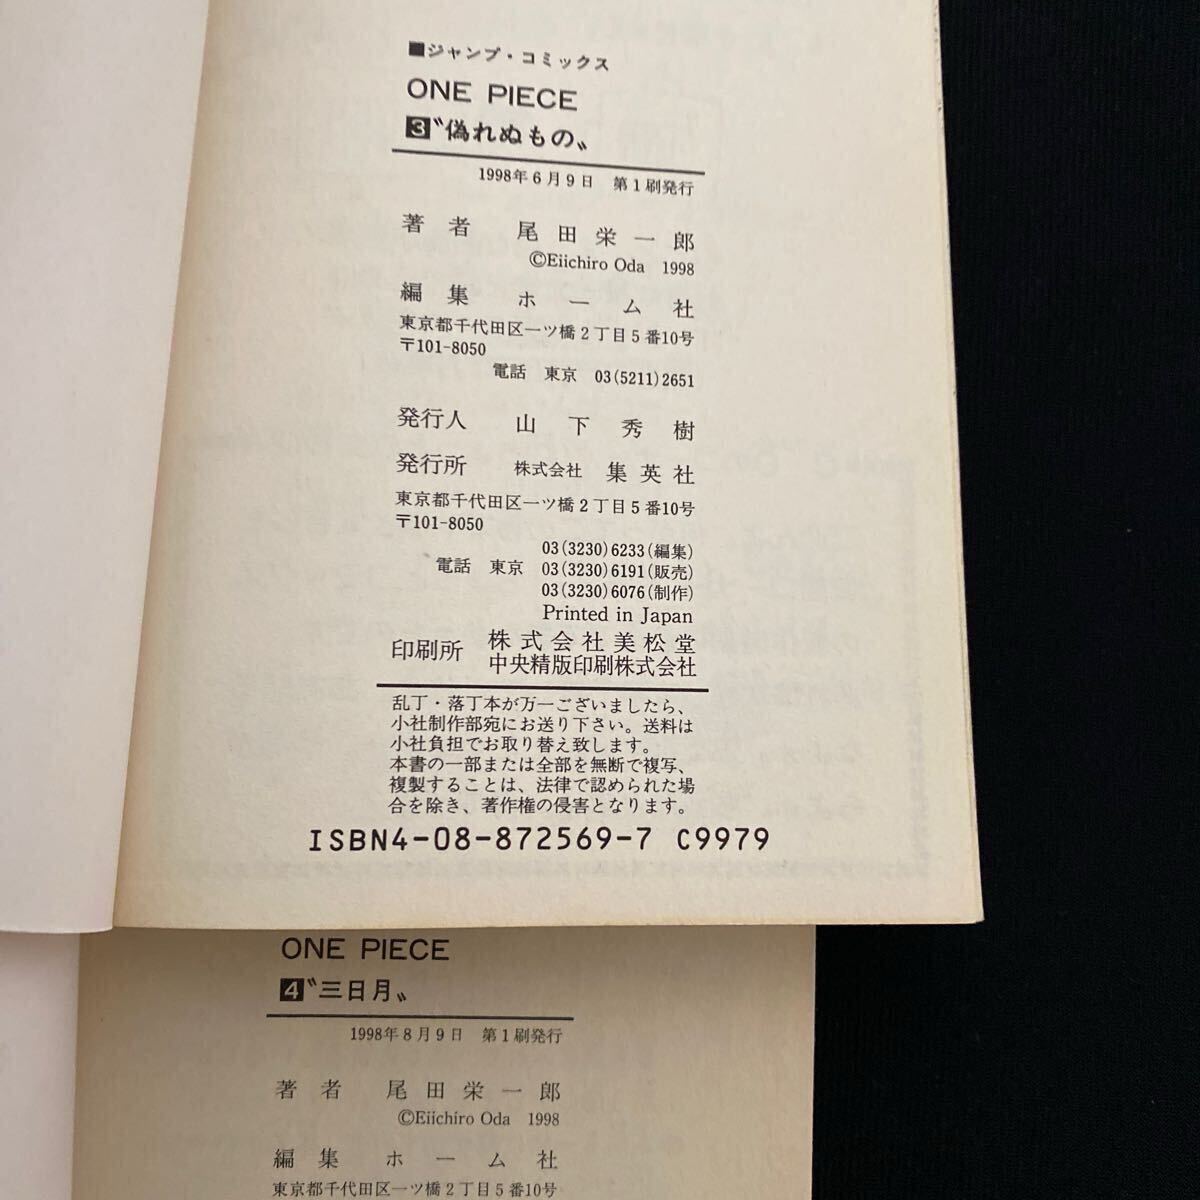 ■ジャンプ・コミックス
ONE PIECE
3〝偽れぬもの〟
1998年6月9日　第1刷発行
著者　尾田栄一郎
©Eiichiro Oda 1998
編集　ホーム社
東京都千代田区一ツ橋2丁目5番10号
〒101-8050
電話　東京　03(5211)2651
発行人　山下秀樹
発行所　株式会社　集英社
東京都千代田区一ツ橋2丁目5番10号
〒101-8050
03(3230)6233(編集)
電話　東京　03(3230)6191(販売)
03(3230)6076(制作)
Printed in Japan
印刷所　株式会社美松堂
中央精版印刷株式会社
乱丁・落丁本が万一ございましたら、
小社制作部宛にお送り下さい。送料は
小社負担でお取り替え致します。
本書の一部または全部を無断で複写、
複製することは、法律で認められた場
合を除き、著作権の侵害となります。
ISBN4-08-872569-7 C9979
ONE PIECE
4〝三日月〟
1998年8月9日　第1刷発行
著者　尾田栄一郎
©Eiichiro Oda 1998
編集　ホーム社
東京都千代田区一ツ橋2丁目5番10号